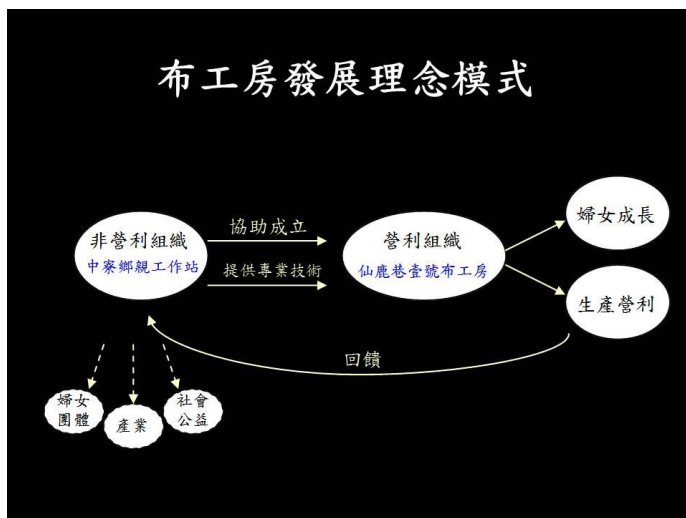 布工房發展理念模式
協助成立
提供專業技術
非營利組織
中寮鄉親工作站
營利組織
仙鹿巷壹號布工房
婦女成長
生產營利
回饋
婦女
團體
產業
社會
公益